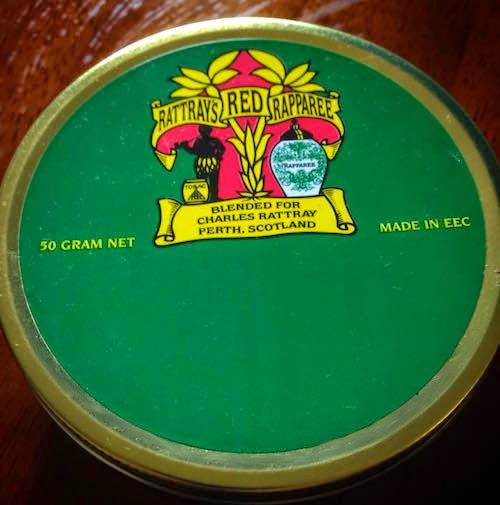 RATTRAYS RED RAPPAREE
TOBAC
RAPPAREE
BLENDED FOR
CHARLES RATTRAY
PERTH, SCOTLAND
50 GRAM NET
MADE IN EEC